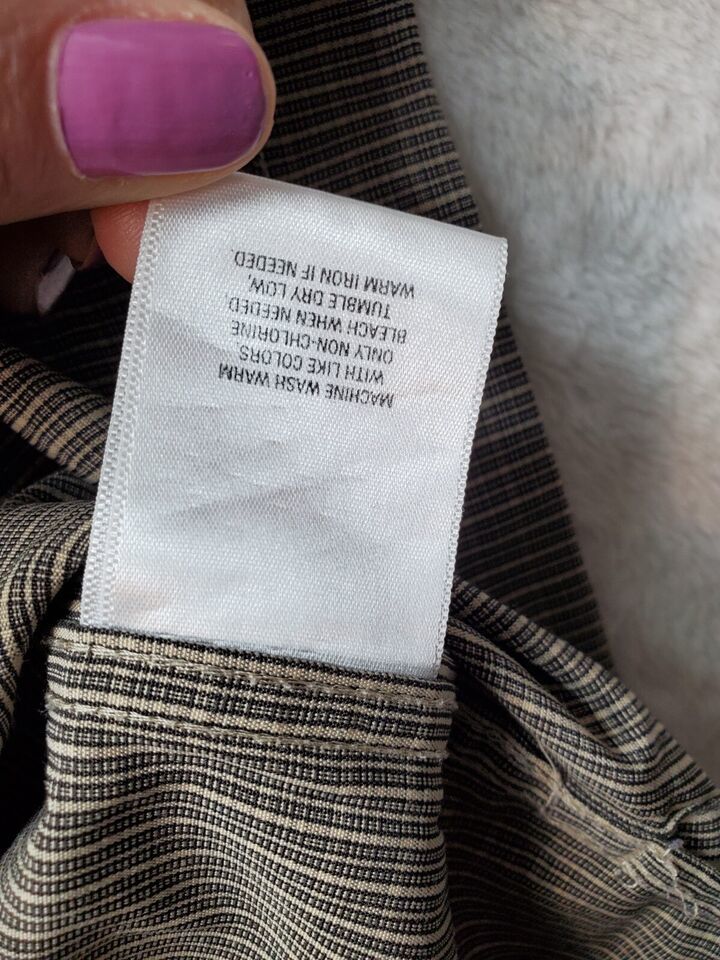 MACHINE WASH WARM
WITH LIKE COLORS.
ONLY NON-CHLORINE
BLEACH WHEN NEEDED.
TUMBLE DRY LOW,
WARM IRON IF NEEDED.